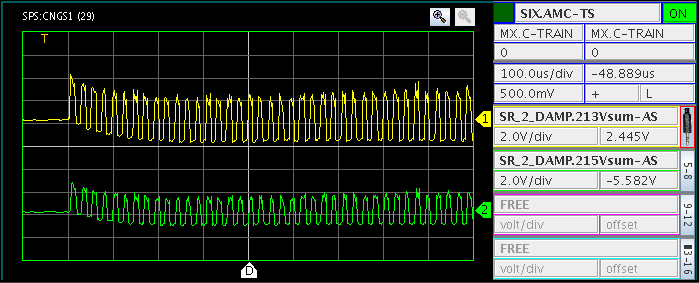 SPS:CNGS1 (29)
T
1
2
D
SIX.AMC-TS ON
MX.C-TRAIN MX.C-TRAIN
0 0
100.0us/div -48.889us
500.0mV + L
SR_2_DAMP.213Vsum-AS
2.0V/div 2.445V
SR_2_DAMP.215Vsum-AS
2.0V/div -5.582V
FREE
volt/div offset
FREE
volt/div offset
5-8
9-12
13-16